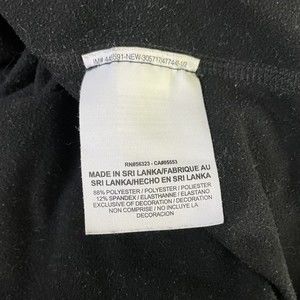 RN#56323 - CA#05553
MADE IN SRI LANKA/FABRIQUE AU
SRI LANKA/HECHO EN SRI LANKA
88% POLYESTER / POLYESTER / POLIESTER
12% SPANDEX / ELASTHANNE / ELASTANO
EXCLUSIVE OF DECORATION / DECORATION
NON COMPRISE / NO INCLUYE LA
DECORACION